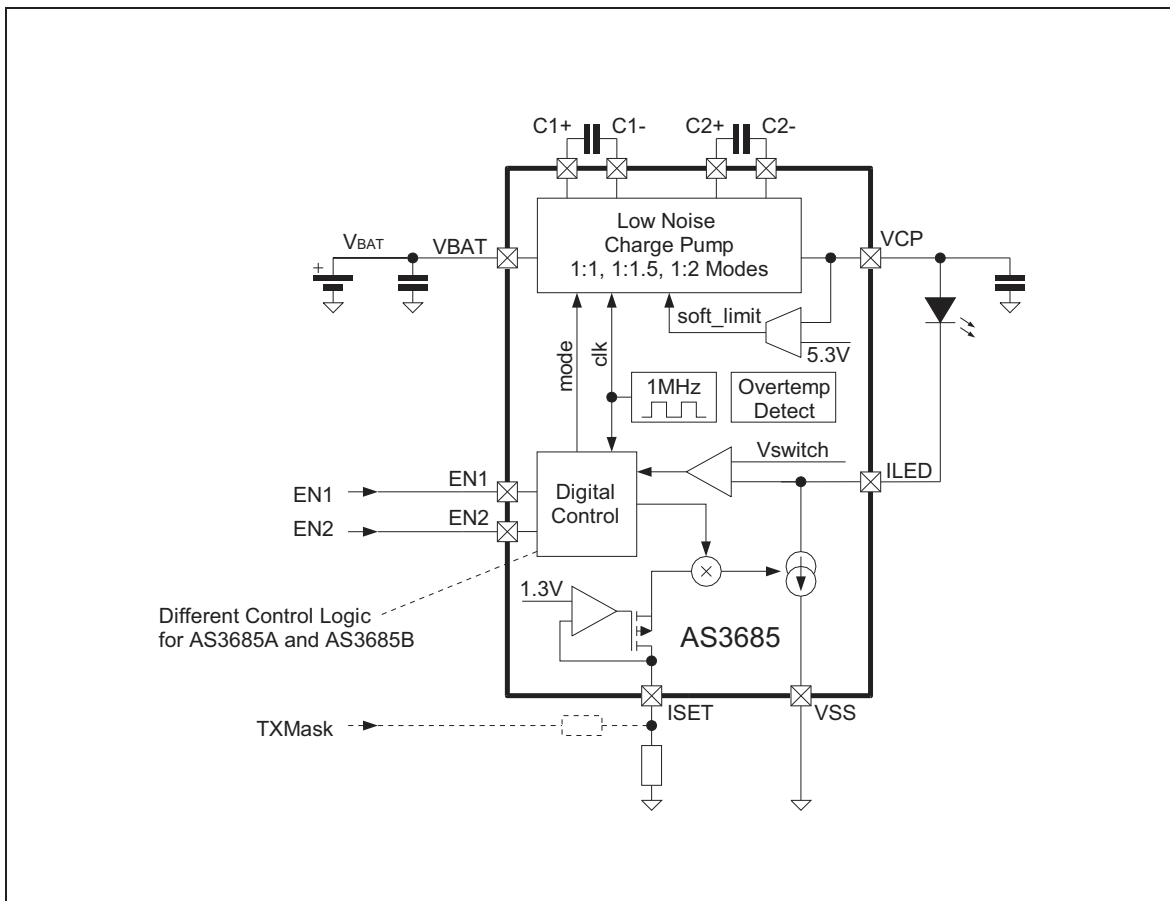 C1+ C1- C2+ C2-
Low Noise
Charge Pump
1:1, 1:1.5, 1:2 Modes
VBAT VBAT
VCP
+
soft_limit
5.3V
mode
clk
1MHz
Overtemp
Detect
Vswitch
ILED
EN1 EN1
EN2 EN2
Digital
Control
×
1.3V
Different Control Logic
for AS3685A and AS3685B
AS3685
ISET
VSS
TXMask